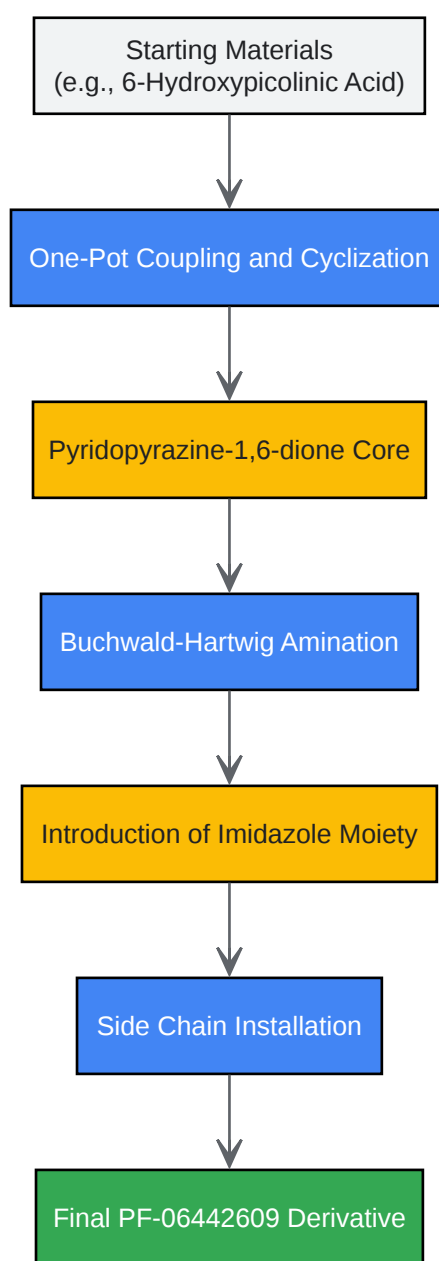 Starting Materials
(e.g., 6-Hydroxypicolinic Acid)
One-Pot Coupling and Cyclization
Pyridopyrazine-1,6-dione Core
Buchwald-Hartwig Amination
Introduction of Imidazole Moiety
Side Chain Installation
Final PF-06442609 Derivative